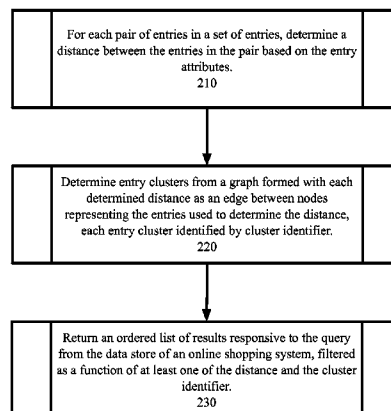 For each pair of entries in a set of entries, determine a
distance between the entries in the pair based on the entry
attributes.
210
Determine entry clusters from a graph formed with each
determined distance as an edge between nodes
representing the entries used to determine the distance,
each entry cluster identified by cluster identifier.
220
Return an ordered list of results responsive to the query
from the data store of an online shopping system, filtered
as a function of at least one of the distance and the cluster
identifier.
230